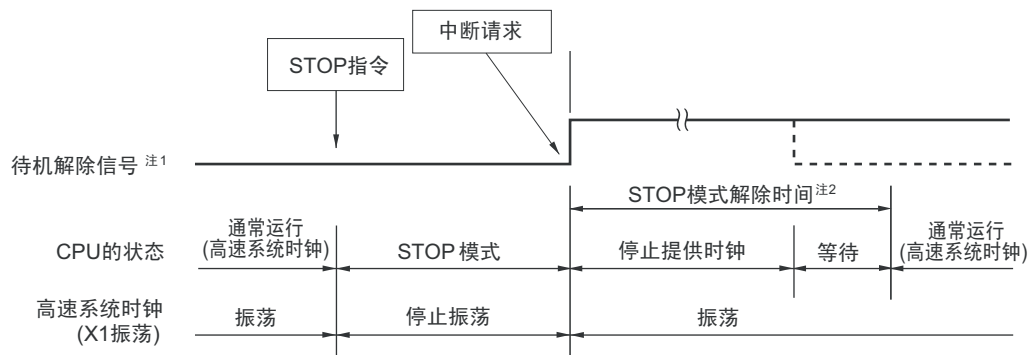 中断请求
STOP指令
待机解除信号 注1
STOP模式解除时间注2
CPU的状态
通常运行
(高速系统时钟)
STOP 模式
停止提供时钟
等待
通常运行
(高速系统时钟)
高速系统时钟
(X1振荡)
振荡
停止振荡
振荡